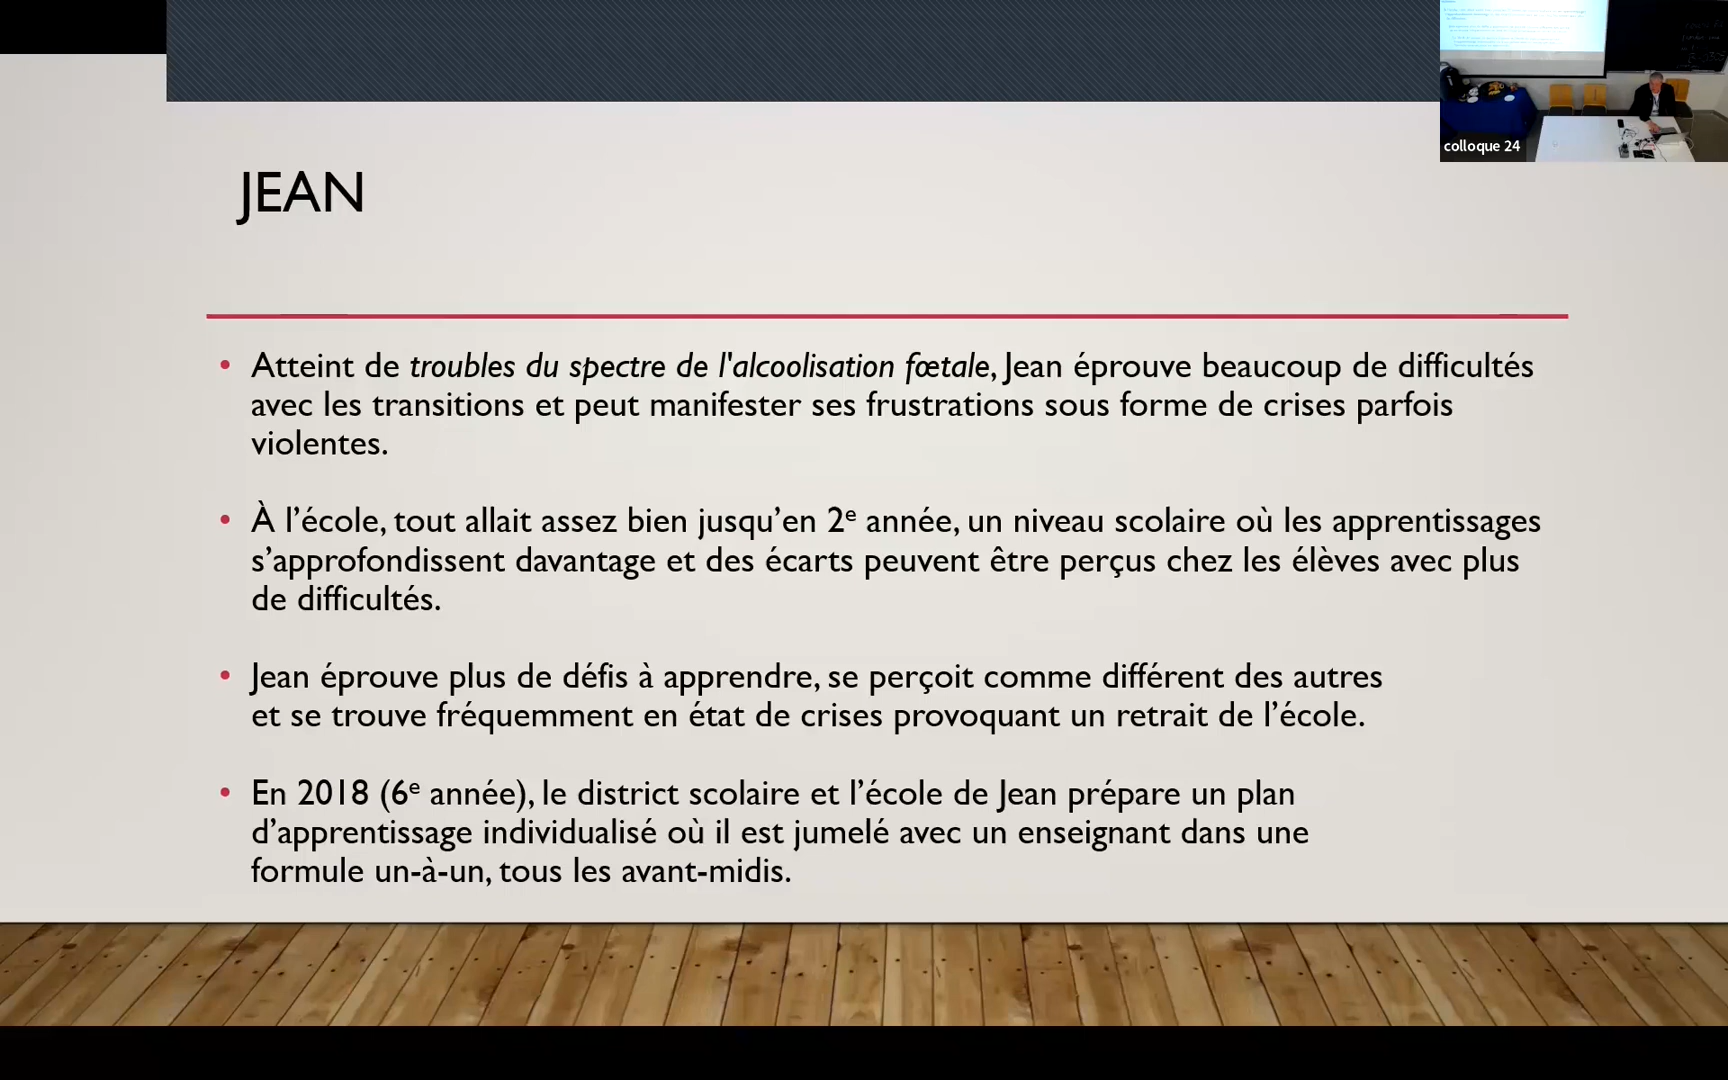 colloque 24
JEAN
• Atteint de troubles du spectre de l'alcoolisation fœtale, Jean éprouve beaucoup de difficultés
avec les transitions et peut manifester ses frustrations sous forme de crises parfois
violentes.
• À l’école, tout allait assez bien jusqu’en 2e année, un niveau scolaire où les apprentissages
s’approfondissent davantage et des écarts peuvent être perçus chez les élèves avec plus
de difficultés.
• Jean éprouve plus de défis à apprendre, se perçoit comme différent des autres
et se trouve fréquemment en état de crises provoquant un retrait de l’école.
• En 2018 (6e année), le district scolaire et l’école de Jean prépare un plan
d’apprentissage individualisé où il est jumelé avec un enseignant dans une
formule un-à-un, tous les avant-midis.